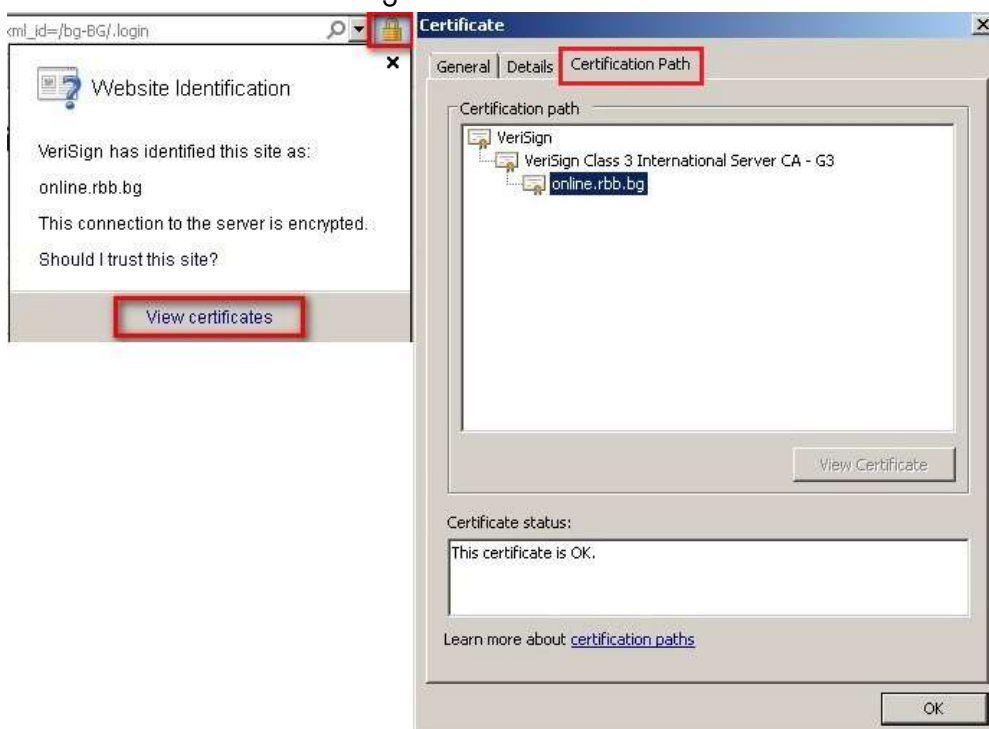 xml_id=/bg-BG/.login
Website Identification
VeriSign has identified this site as:
online.rbb.bg
This connection to the server is encrypted.
Should I trust this site?
View certificates
Certificate
General
Details
Certification Path
Certification path
VeriSign
VeriSign Class 3 International Server CA - G3
online.rbb.bg
View Certificate
Certificate status:
This certificate is OK.
Learn more about certification paths
OK